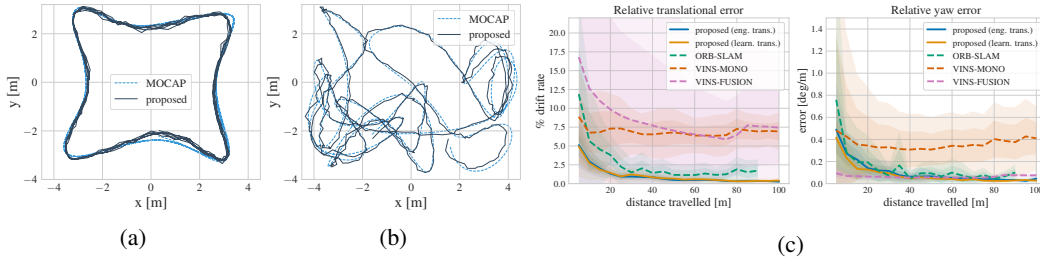 2
0
−2
−4
y [m]
−4
−2
0
2
4
x [m]
MOCAP
proposed
(a)
2
0
−2
−4
y [m]
−4
−2
0
2
4
x [m]
MOCAP
proposed
(b)
Relative translational error
20.0
17.5
15.0
12.5
10.0
7.5
5.0
2.5
0.0
% drift rate
20
40
60
80
100
distance travelled [m]
proposed (eng. trans.)
proposed (learn. trans.)
ORB-SLAM
VINS-MONO
VINS-FUSION
Relative yaw error
1.4
1.2
1.0
0.8
0.6
0.4
0.2
0.0
error [deg/m]
20
40
60
80
100
distance travelled [m]
proposed (eng. trans.)
proposed (learn. trans.)
ORB-SLAM
VINS-MONO
VINS-FUSION
(c)